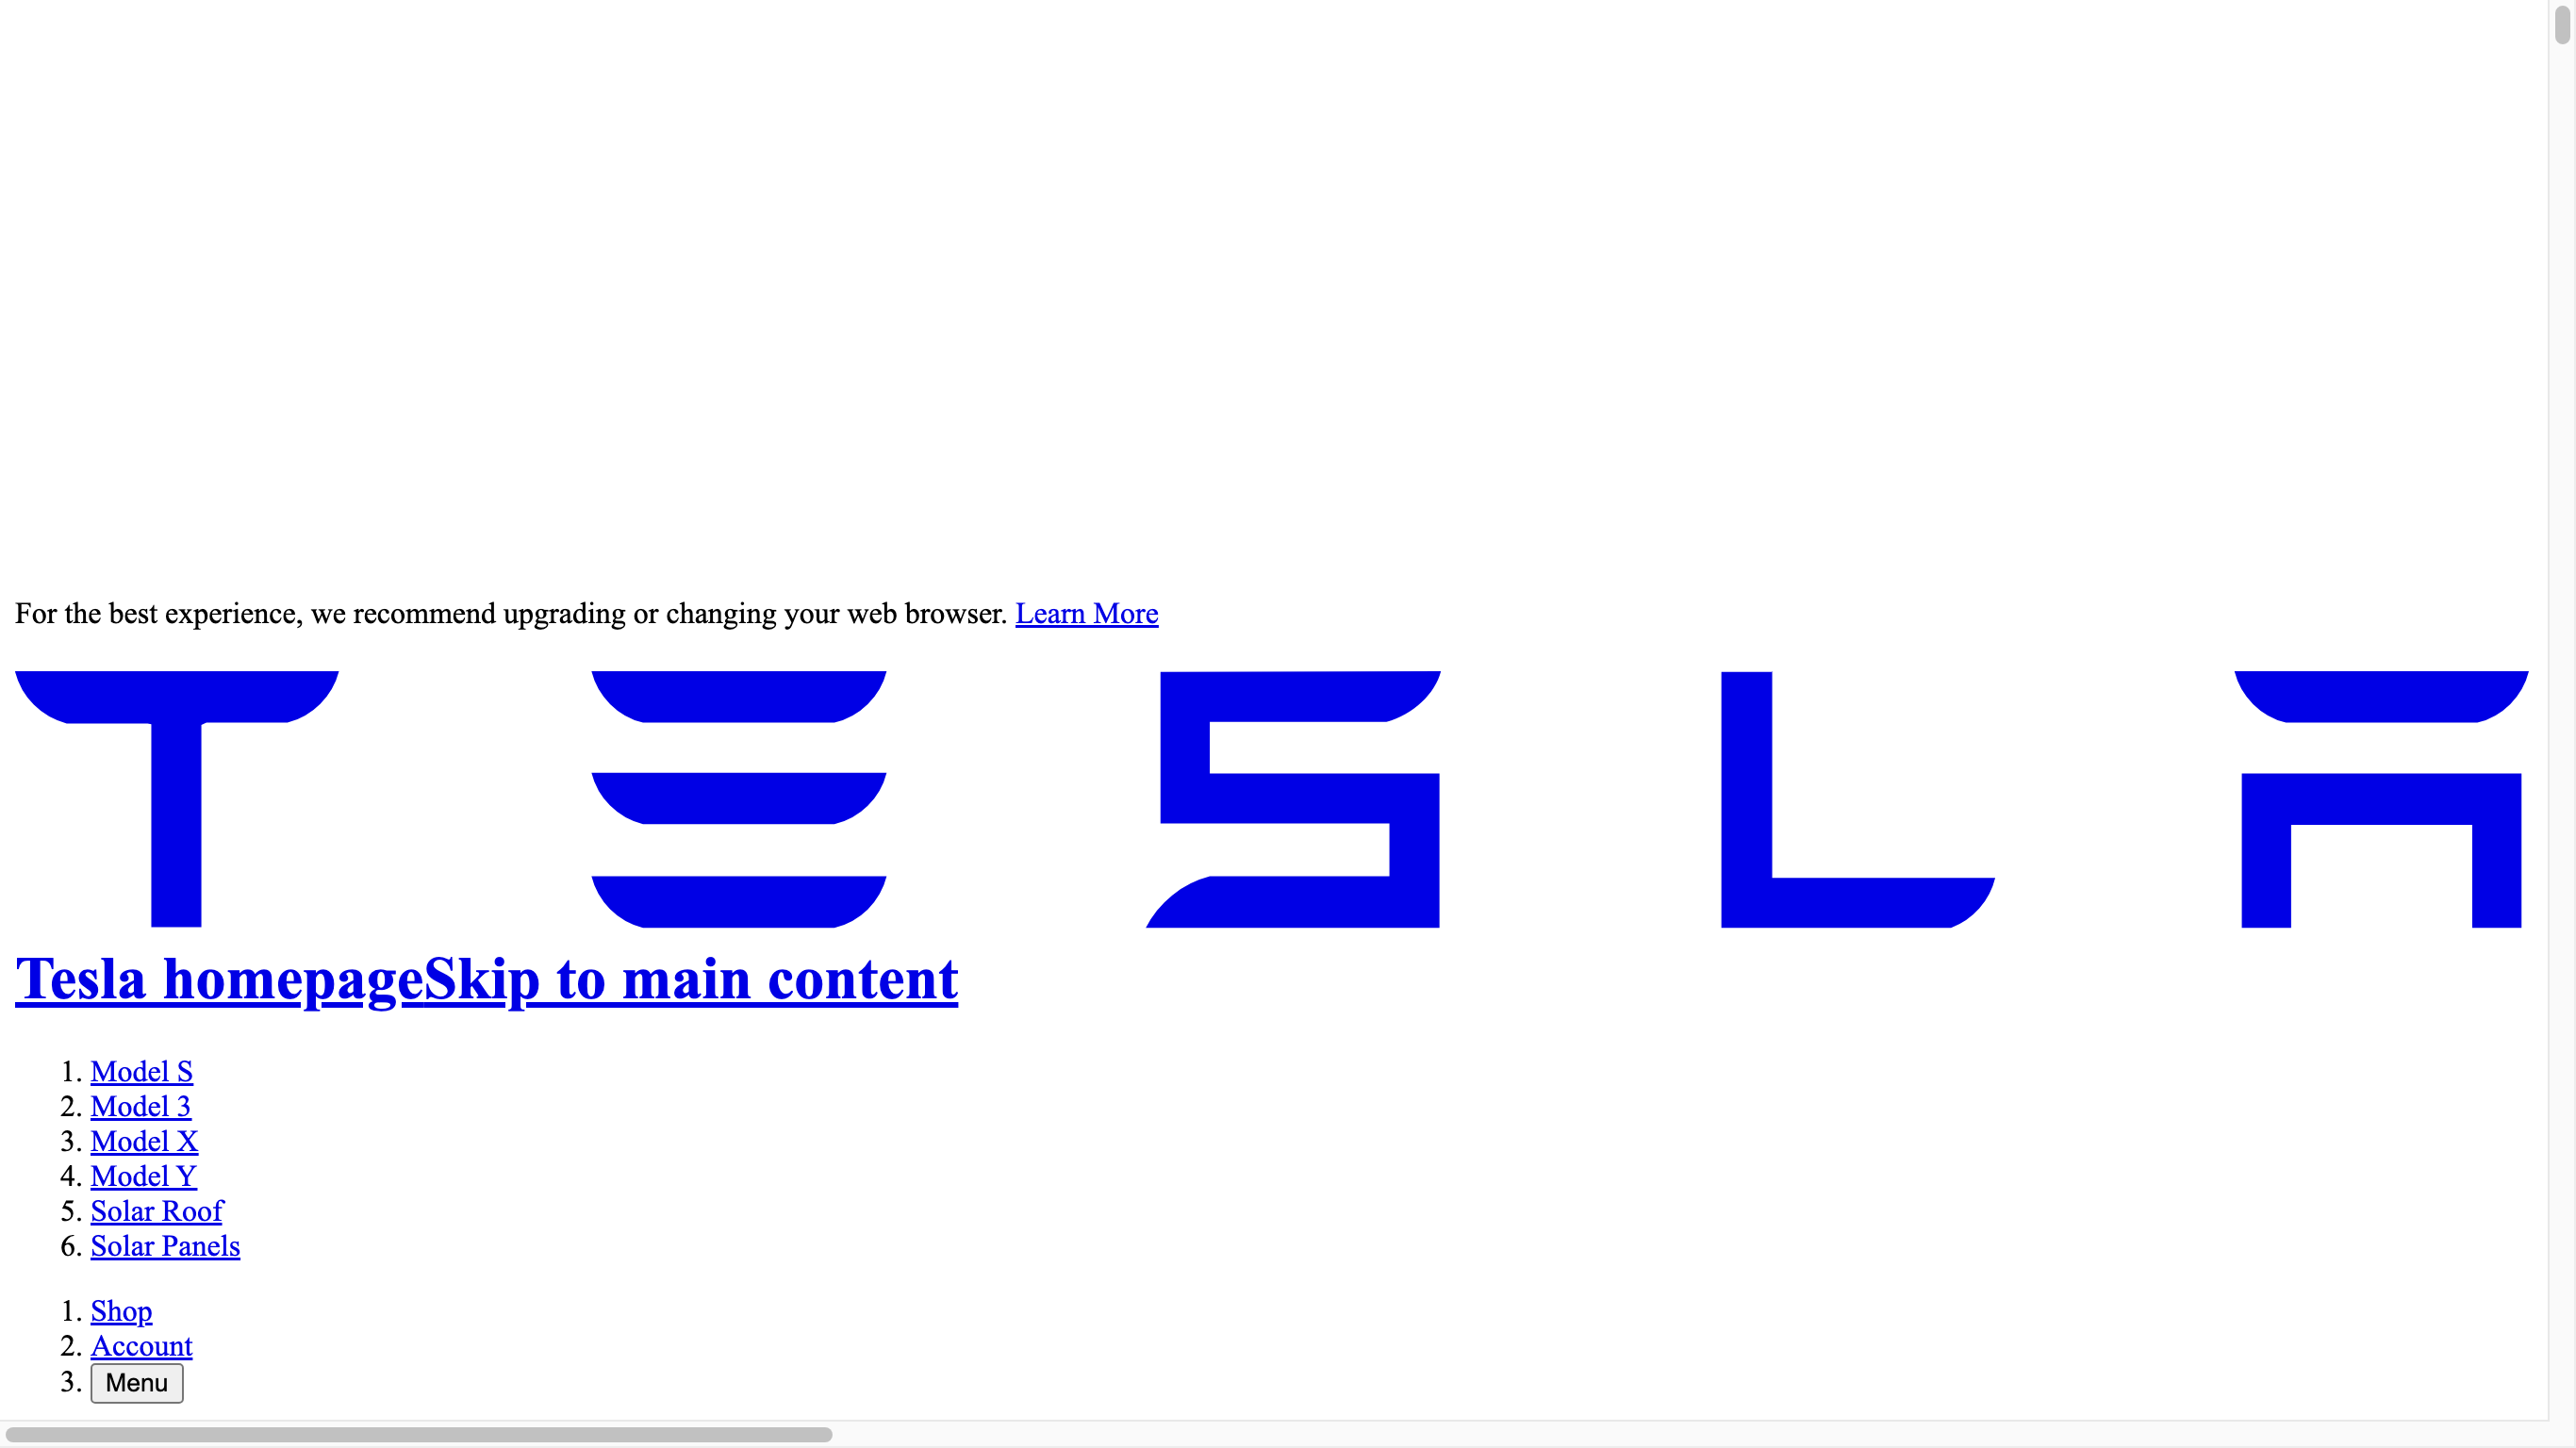 For the best experience, we recommend upgrading or changing your web browser. Learn More
TESLA
Tesla homepageSkip to main content
1. Model S
2. Model 3
3. Model X
4. Model Y
5. Solar Roof
6. Solar Panels
1. Shop
2. Account
3. Menu